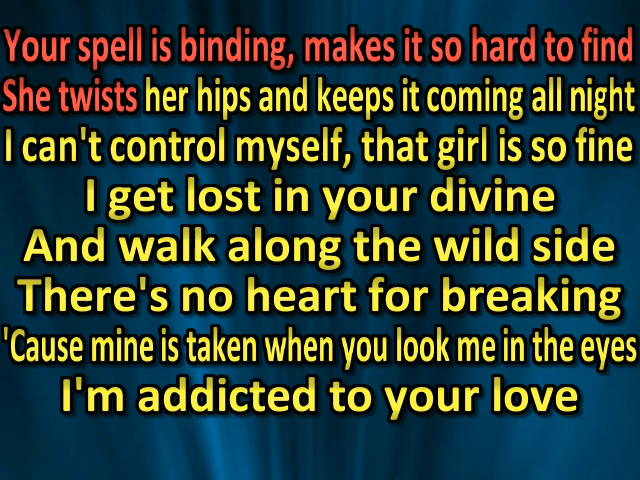 Your spell is binding, makes it so hard to find
She twists her hips and keeps it coming all night
I can't control myself, that girl is so fine
I get lost in your divine
And walk along the wild side
There's no heart for breaking
'Cause mine is taken when you look me in the eyes
I'm addicted to your love